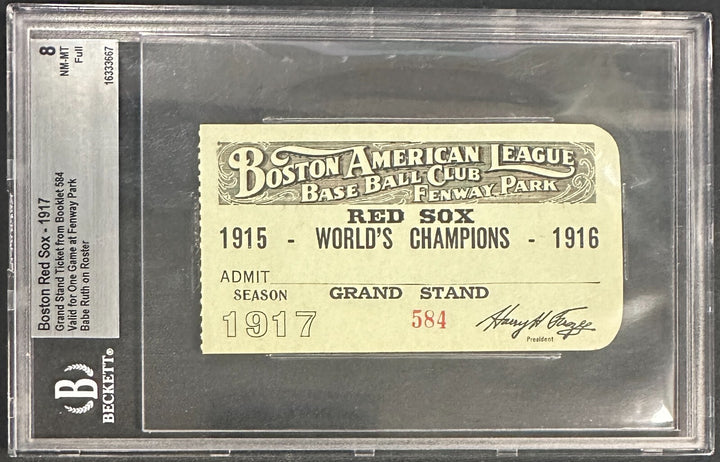 8
NM-MT
Full
16333667
Boston Red Sox - 1917
Grand Stand Ticket from Booklet 584
Valid for One Game at Fenway Park
Babe Ruth on Roster
B
BECKETT®
BOSTON AMERICAN LEAGUE
BASE BALL CLUB
FENWAY PARK
RED SOX
1915 - WORLD'S CHAMPIONS - 1916
ADMIT
SEASON GRAND STAND
1917 584 Harry H Frazee
President